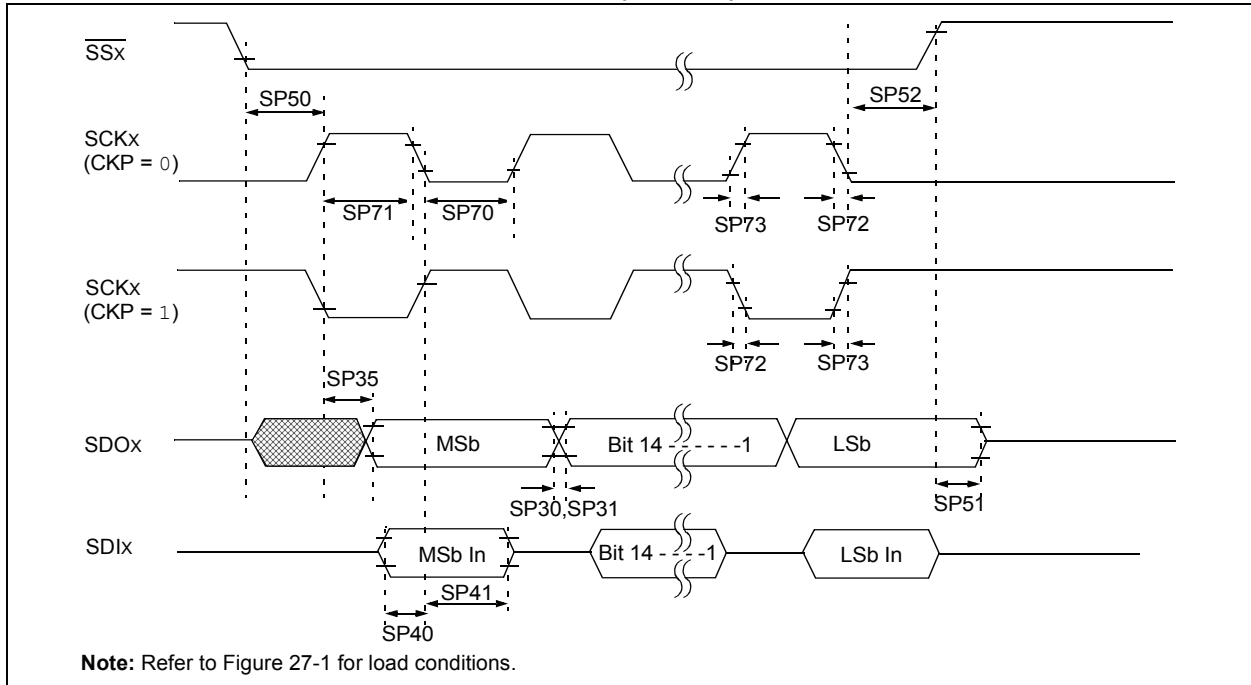 SSx
SP50
SP52
SCKx
(CKP = 0)
SP71
SP70
SP73
SP72
SCKx
(CKP = 1)
SP72
SP73
SP35
SDOx
MSb
Bit 14 - - - - - -1
LSb
SP30,SP31
SP51
SDIx
MSb In
Bit 14 - - - -1
LSb In
SP41
SP40
Note: Refer to Figure 27-1 for load conditions.